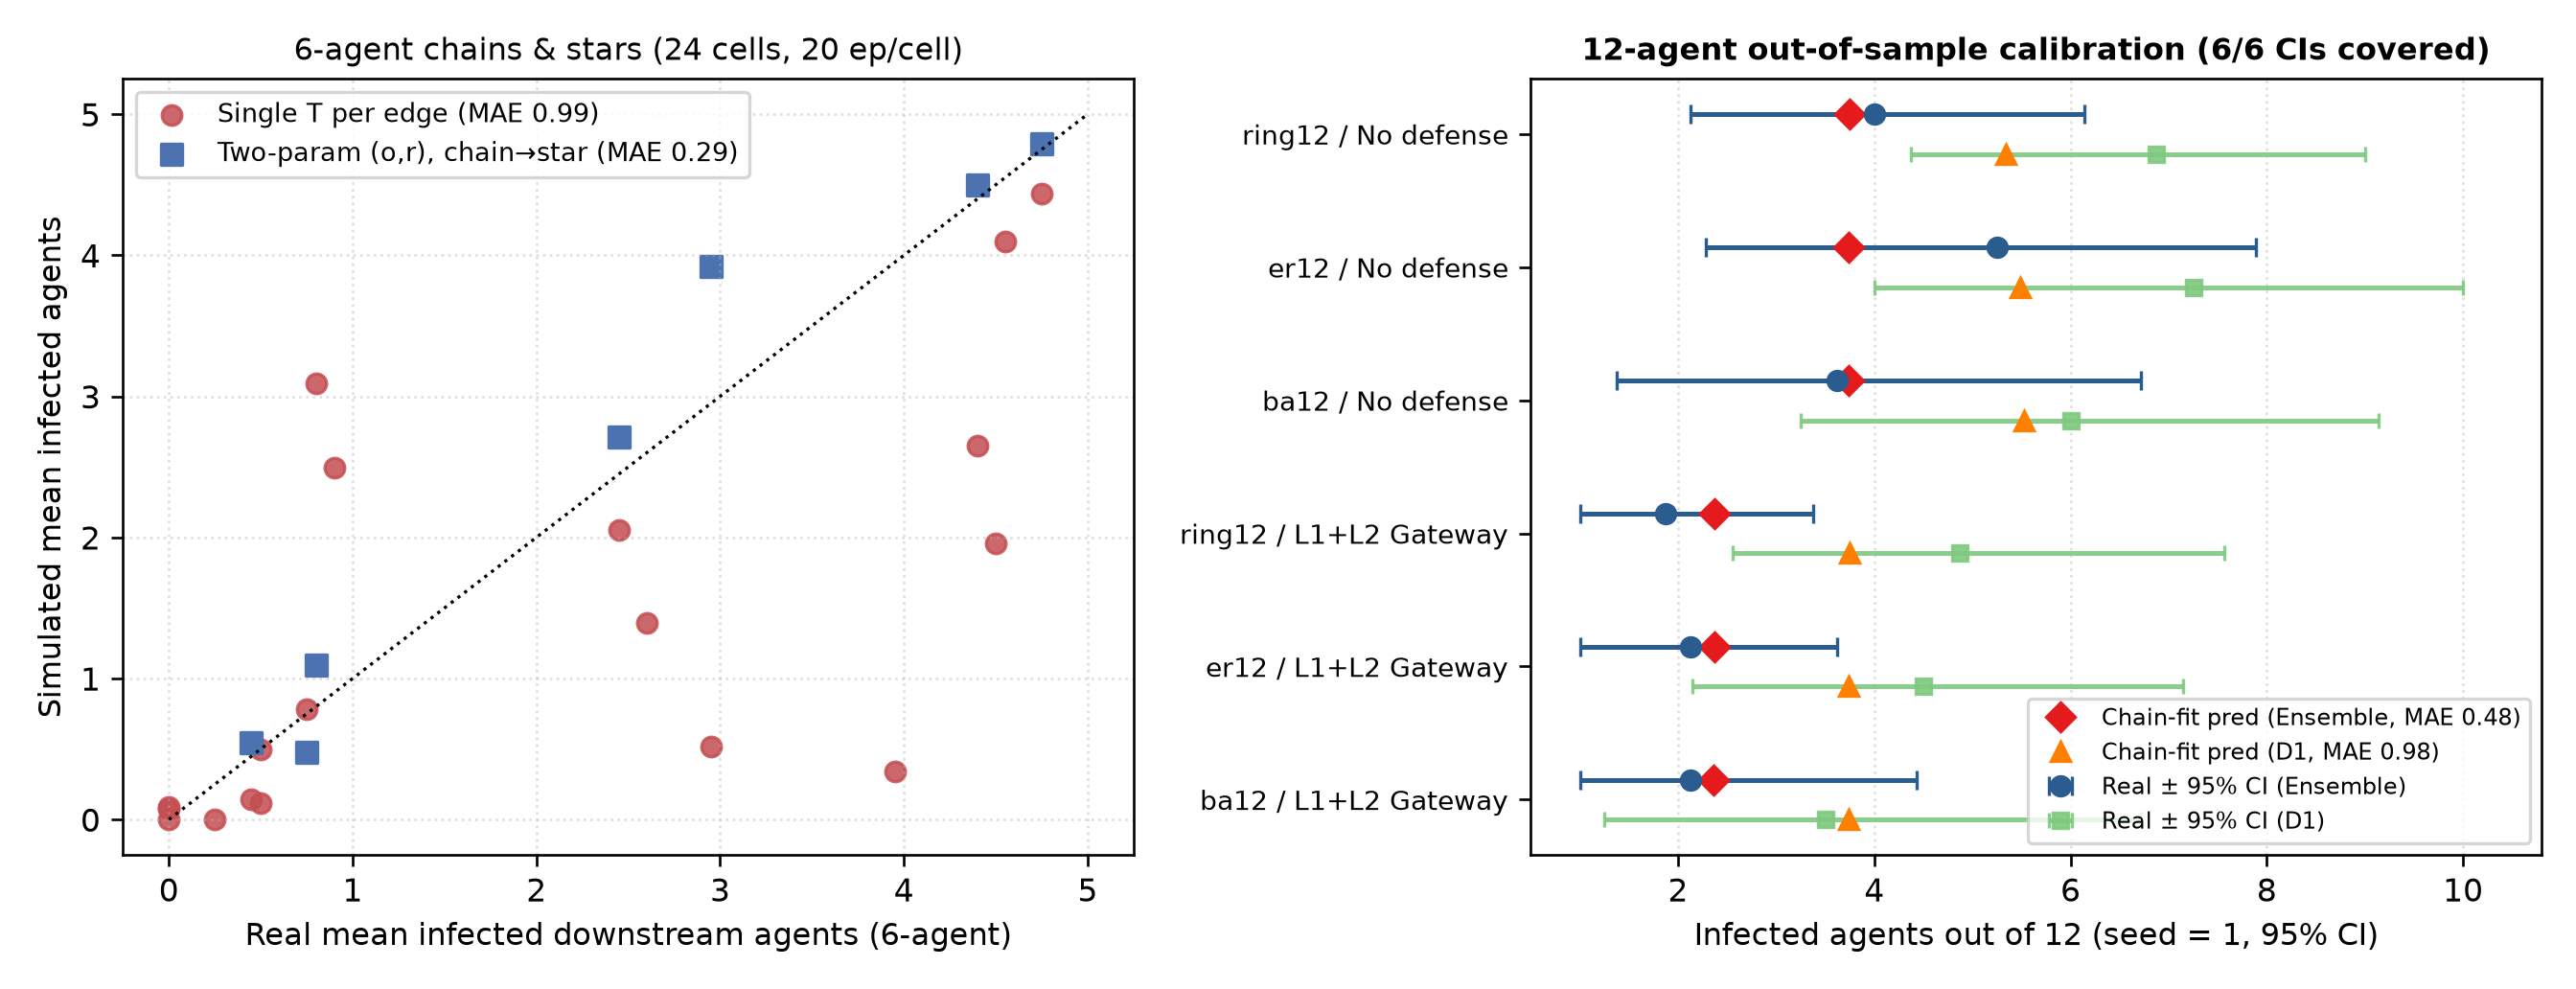 6-agent chains & stars (24 cells, 20 ep/cell)
Single T per edge (MAE 0.99)
Two-param (o,r), chain→star (MAE 0.29)
Simulated mean infected agents
5
4
3
2
1
0
0 1 2 3 4 5
Real mean infected downstream agents (6-agent)
12-agent out-of-sample calibration (6/6 CIs covered)
ring12 / No defense
er12 / No defense
ba12 / No defense
ring12 / L1+L2 Gateway
er12 / L1+L2 Gateway
ba12 / L1+L2 Gateway
Chain-fit pred (Ensemble, MAE 0.48)
Chain-fit pred (D1, MAE 0.98)
Real ± 95% CI (Ensemble)
Real ± 95% CI (D1)
2 4 6 8 10
Infected agents out of 12 (seed = 1, 95% CI)